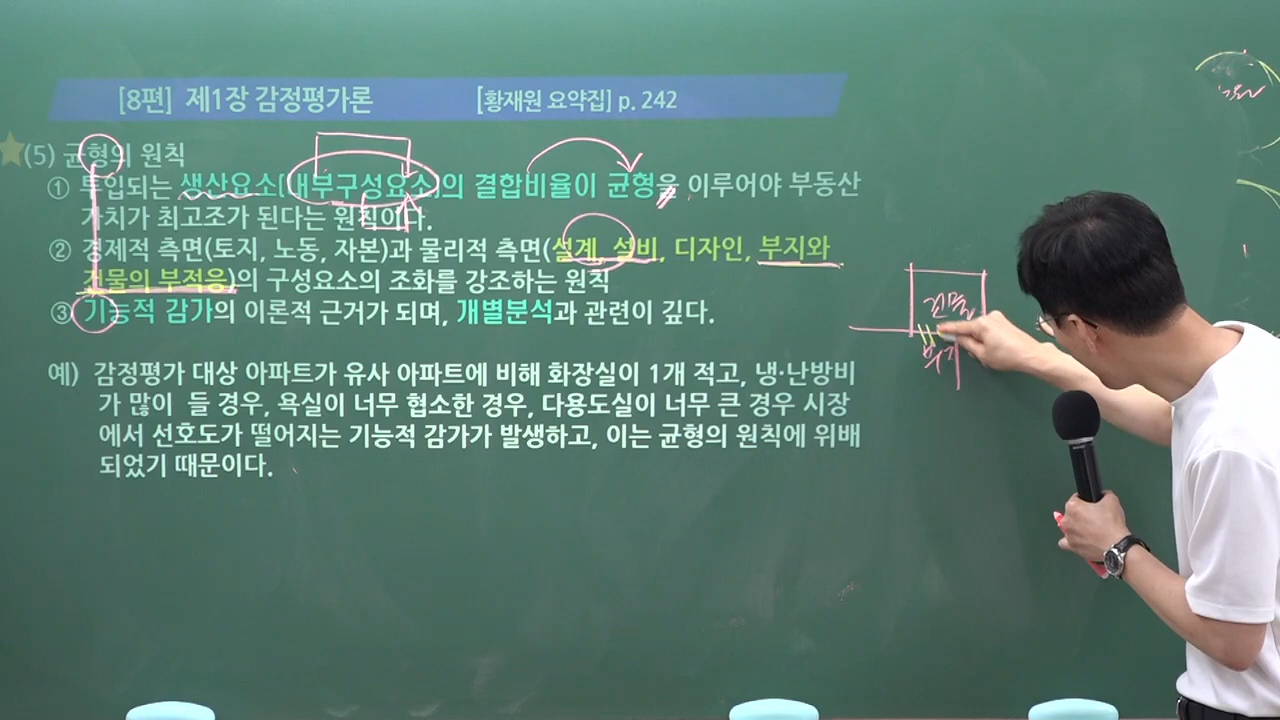 [8편] 제1장 감정평가론 [황재원 요약집] p. 242
(5) 균형의 원칙
① 투입되는 생산요소(내부구성요소)의 결합비율이 균형을 이루어야 부동산
가치가 최고조가 된다는 원칙이다.
② 경제적 측면(토지, 노동, 자본)과 물리적 측면(설계, 설비, 디자인, 부지와
건물의 부적응)의 구성요소의 조화를 강조하는 원칙
③ 기능적 감가의 이론적 근거가 되며, 개별분석과 관련이 깊다.
예) 감정평가 대상 아파트가 유사 아파트에 비해 화장실이 1개 적고, 냉·난방비
가 많이 들 경우, 욕실이 너무 협소한 경우, 다용도실이 너무 큰 경우 시장
에서 선호도가 떨어지는 기능적 감가가 발생하고, 이는 균형의 원칙에 위배
되었기 때문이다.
건물
부지